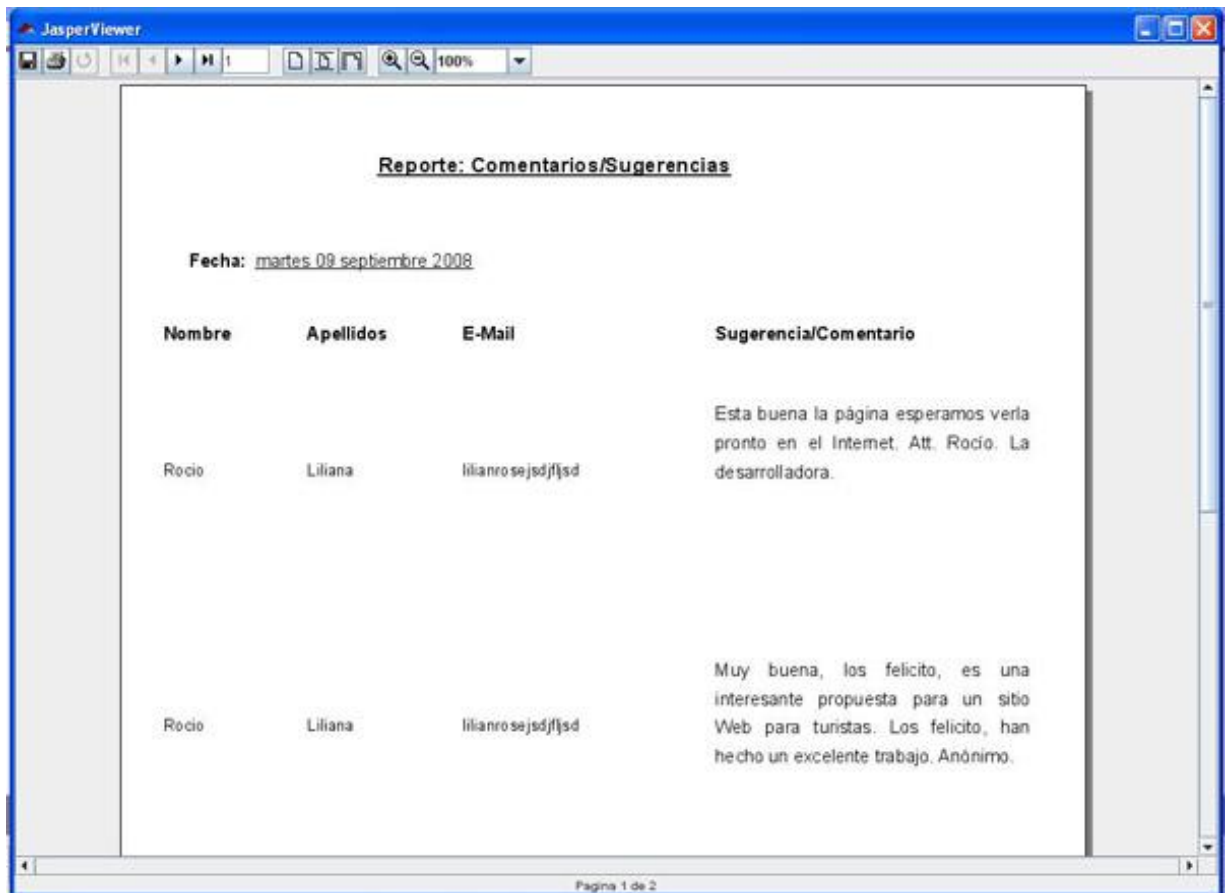 JasperViewer
1
100%
Reporte: Comentarios/Sugerencias
Fecha: martes 09 septiembre 2008
Nombre Apellidos E-Mail Sugerencia/Comentario
Esta buena la página esperamos verla
pronto en el Internet. Att. Rocío. La
desarrolladora.
Rocio Liliana lilianrosejsdjfljsd
Muy buena, los felicito, es una
interesante propuesta para un sitio
Web para turistas. Los felicito, han
hecho un excelente trabajo. Anónimo.
Rocio Liliana lilianrosejsdjfljsd
Pagina 1 de 2